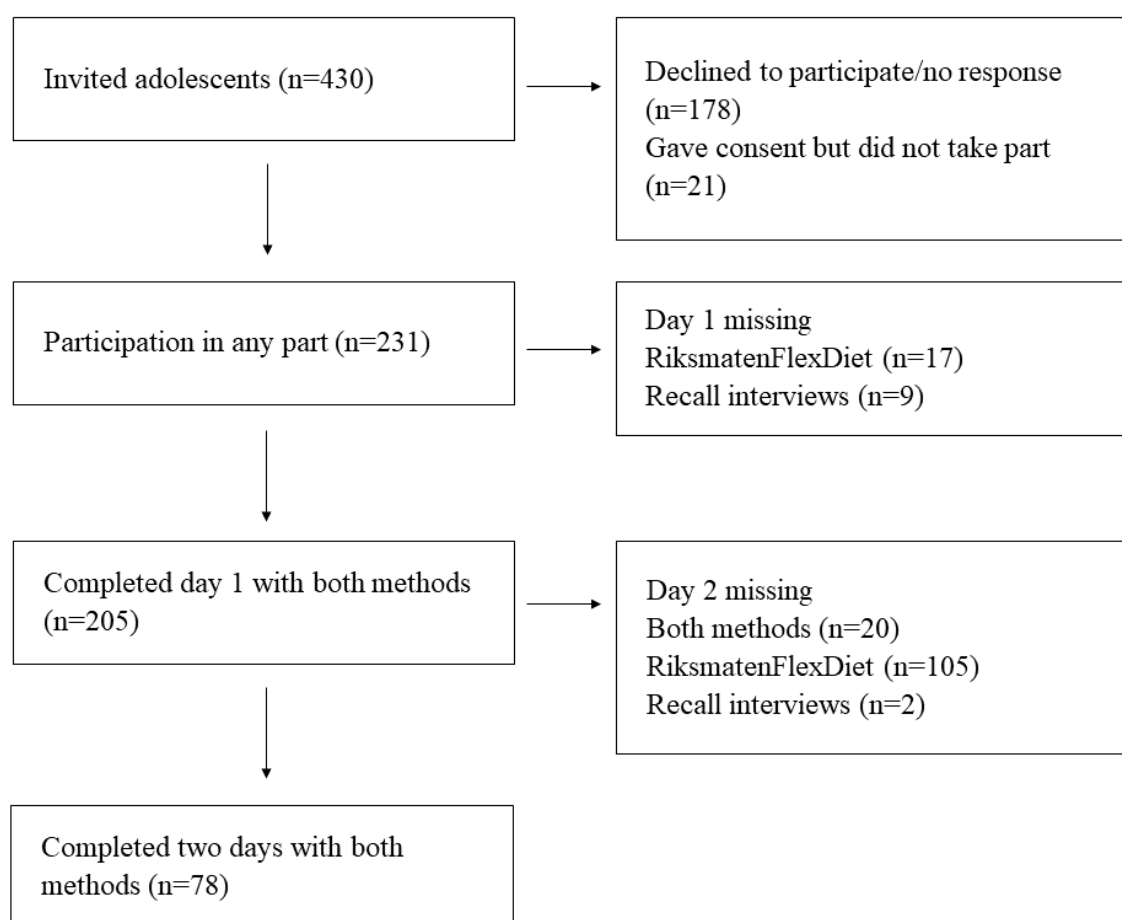 Invited adolescents (n=430)
Declined to participate/no response
(n=178)
Gave consent but did not take part
(n=21)
Participation in any part (n=231)
Day 1 missing
RiksmatenFlexDiet (n=17)
Recall interviews (n=9)
Completed day 1 with both methods
(n=205)
Day 2 missing
Both methods (n=20)
RiksmatenFlexDiet (n=105)
Recall interviews (n=2)
Completed two days with both
methods (n=78)